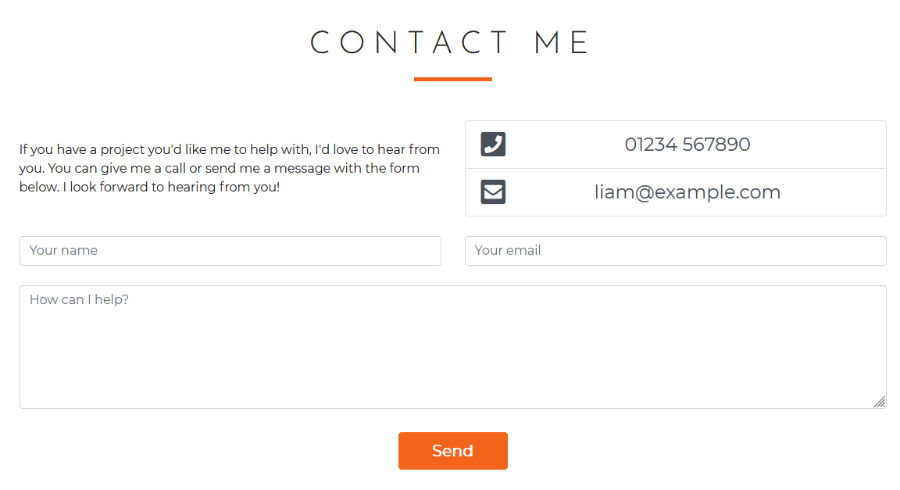 CONTACT ME
If you have a project you'd like me to help with, I'd love to hear from
you. You can give me a call or send me a message with the form
below. I look forward to hearing from you!
01234 567890
liam@example.com
Your name
Your email
How can I help?
Send